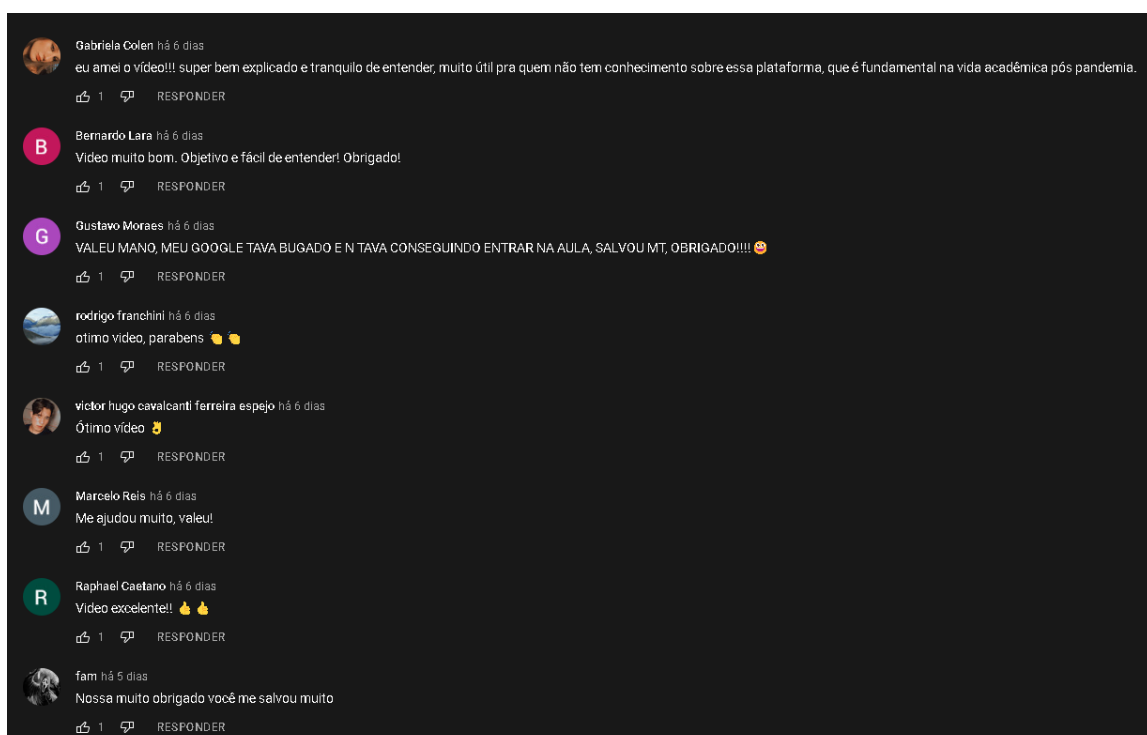 Gabriela Colen há 6 dias
eu amei o vídeo!!! super bem explicado e tranquilo de entender, muito útil pra quem não tem conhecimento sobre essa plataforma, que é fundamental na vida acadêmica pós pandemia.
1 RESPONDER
B
Bernardo Lara há 6 dias
Video muito bom. Objetivo e fácil de entender! Obrigado!
1 RESPONDER
G
Gustavo Moraes há 6 dias
VALEU MANO, MEU GOOGLE TAVA BUGADO E N TAVA CONSEGUINDO ENTRAR NA AULA, SALVOU MT, OBRIGADO!!!! 😀
1 RESPONDER
rodrigo franchini há 6 dias
otimo video, parabens 👏 👏
1 RESPONDER
victor hugo cavalcanti ferreira espejo há 6 dias
Ótimo vídeo 👌
1 RESPONDER
M
Marcelo Reis há 6 dias
Me ajudou muito, valeu!
1 RESPONDER
R
Raphael Caetano há 6 dias
Video excelente!! 👍 👍
1 RESPONDER
fam há 5 dias
Nossa muito obrigado você me salvou muito
1 RESPONDER